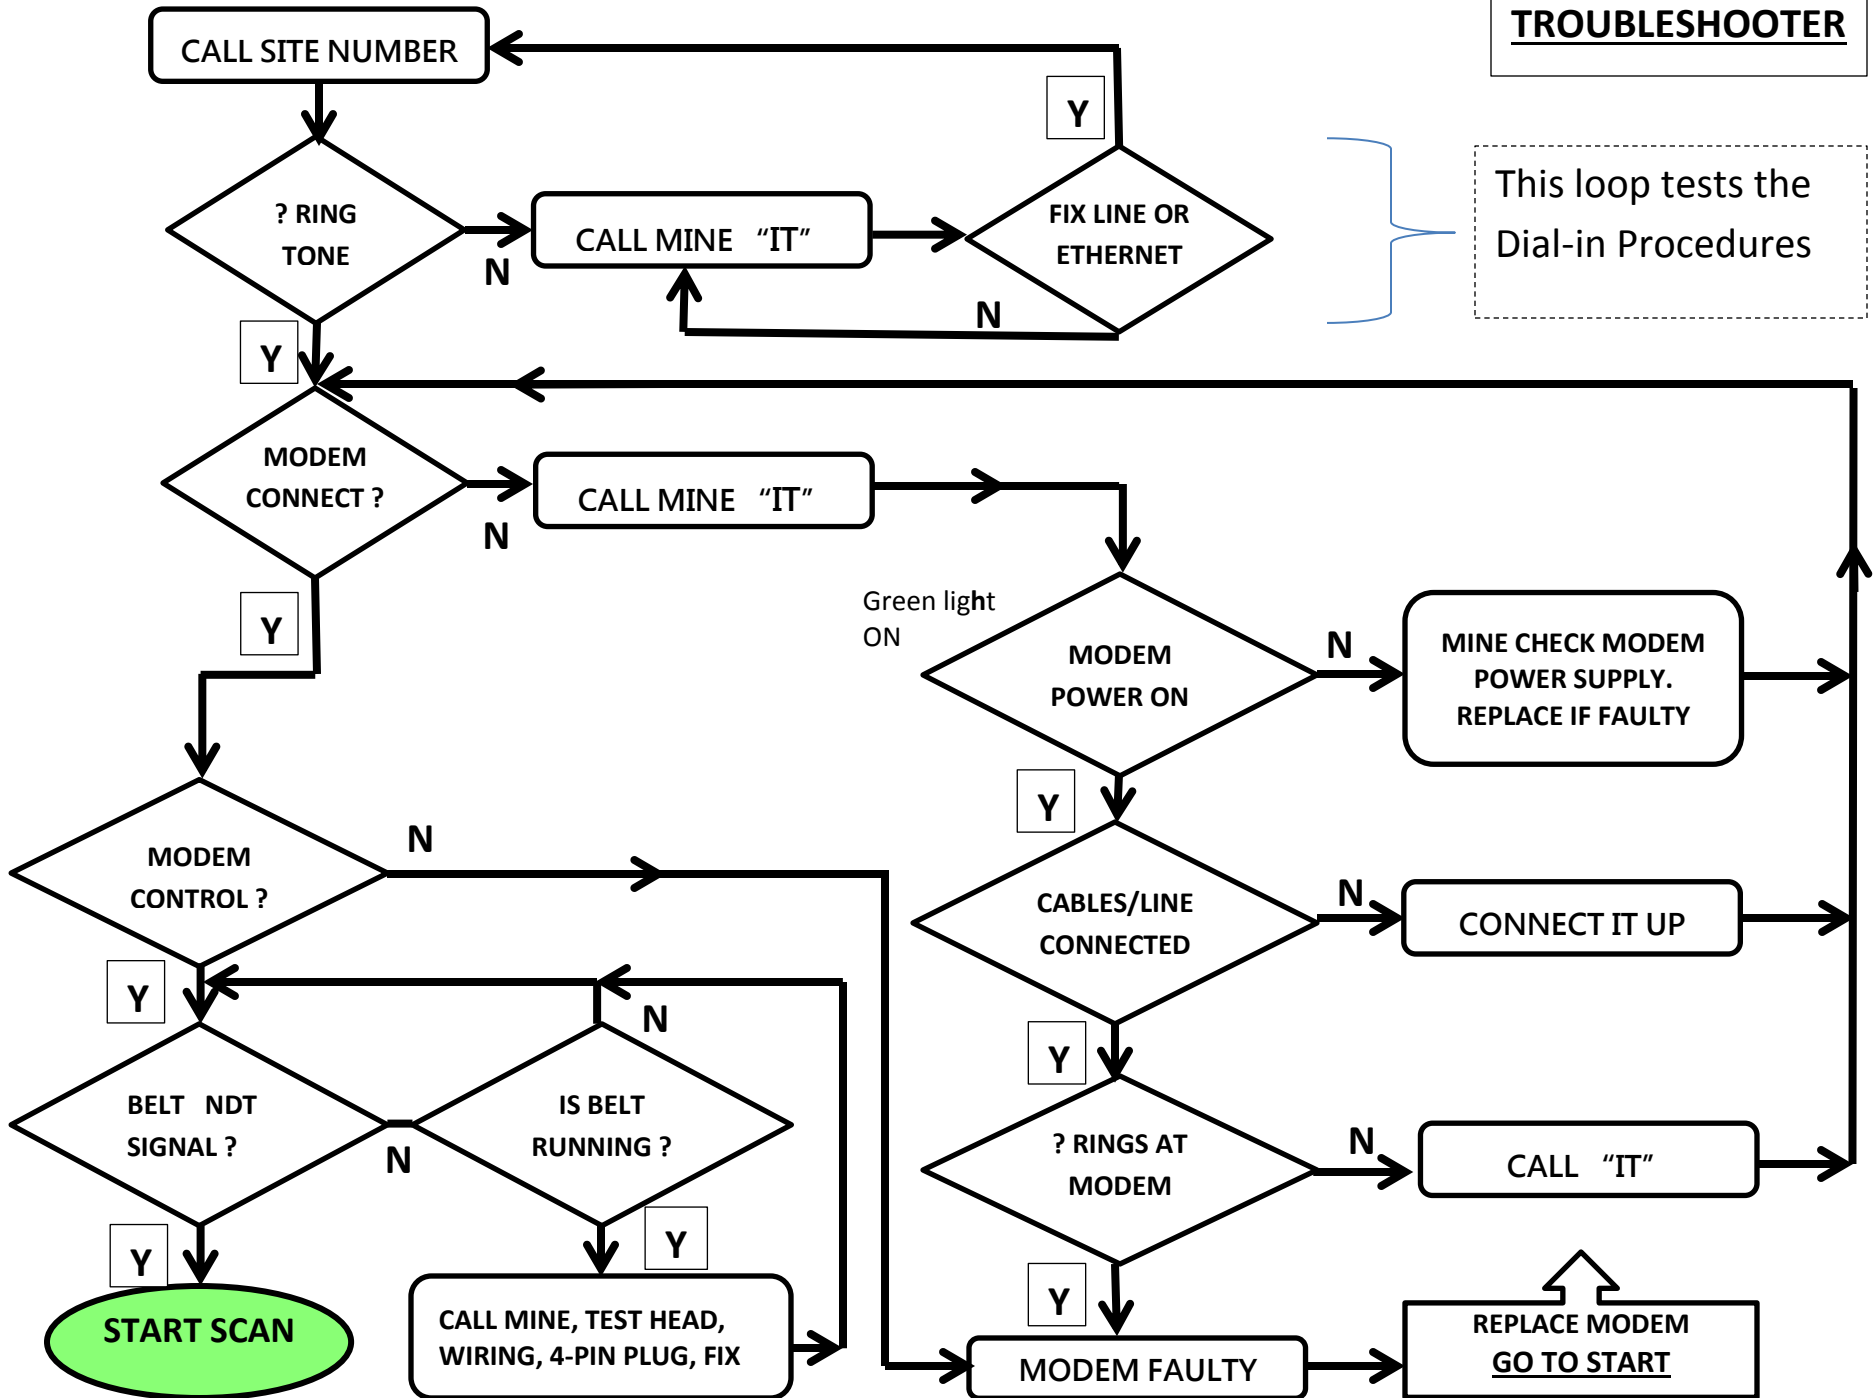 TROUBLESHOOTER
CALL SITE NUMBER
Y
This loop tests the
Dial-in Procedures
? RING
TONE
N
CALL MINE “IT”
FIX LINE OR
ETHERNET
N
Y
MODEM
CONNECT ?
N
CALL MINE “IT”
Y
Green light
ON
MODEM
POWER ON
N
MINE CHECK MODEM
POWER SUPPLY.
REPLACE IF FAULTY
Y
MODEM
CONTROL ?
N
CABLES/LINE
CONNECTED
N
CONNECT IT UP
Y
N
Y
BELT NDT
SIGNAL ?
N
IS BELT
RUNNING ?
? RINGS AT
MODEM
N
CALL “IT”
Y
Y
Y
START SCAN
CALL MINE, TEST HEAD,
WIRING, 4-PIN PLUG, FIX
MODEM FAULTY
REPLACE MODEM
GO TO START